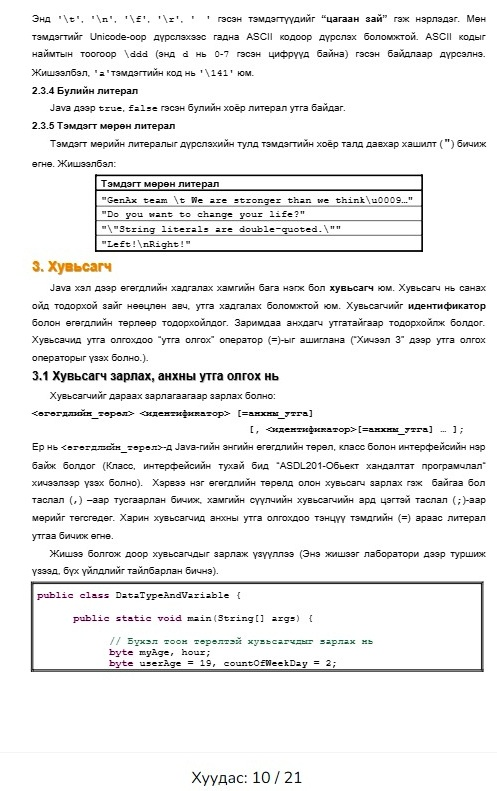 Энд '\t', '\n', '\f', '\r', ' ' гэсэн тэмдэгтүүдийг “цагаан зай” гэж нэрлэдэг. Мөн
тэмдэгтийг Unicode-оор дүрслэхээс гадна ASCII кодоор дүрслэх боломжтой. ASCII кодыг
наймтын тоогоор \ddd (энд d нь 0-7 гэсэн цифрүүд байна) гэсэн байдлаар дүрсэлнэ.
Жишээлбэл, 'a'тэмдэгтийн код нь '\141' юм.
2.3.4 Булийн литерал
Java дээр true, false гэсэн булийн хоёр литерал утга байдаг.
2.3.5 Тэмдэгт мөрөн литерал
Тэмдэгт мөрийн литералыг дүрслэхийн тулд тэмдэгтийн хоёр талд давхар хашилт (") бичиж
өгнө. Жишээлбэл:
Тэмдэгт мөрөн литерал
"GenAx team \t We are stronger than we think\u0009…"
"Do you want to change your life?"
"\"String literals are double-quoted.\""
"Left!\nRight!"
3. Хувьсагч
Java хэл дээр өгөгдлийн хадгалах хамгийн бага нэгж бол хувьсагч юм. Хувьсагч нь санах
ойд тодорхой зайг нөөцлөн авч, утга хадгалах боломжтой юм. Хувьсагчийг идентификатор
болон өгөгдлийн төрлөөр тодорхойлдог. Заримдаа анхдагч утгатайгаар тодорхойлж болдог.
Хувьсачид утга олгохдоо “утга олгох” оператор (=)-ыг ашиглана (“Хичээл 3” дээр утга олгох
операторыг үзэх болно.).
3.1 Хувьсагч зарлах, анхны утга олгох нь
Хувьсагчийг дараах зарлагаагаар зарлах болно:
<өгөгдлийн_төрөл> <идентификатор> [=анхны_утга]
[, <идентификатор>[=анхны_утга] … ];
Ер нь <өгөгдлийн_төрөл>-д Java-гийн энгийн өгөгдлийн төрөл, класс болон интерфейсийн нэр
байж болдог (Класс, интерфейсийн тухай бид “ASDL201-Обьект хандалтат програмчлал”
хичээлээр үзэх болно). Хэрвээ нэг өгөгдлийн төрөлд олон хувьсагч зарлах гэж байгаа бол
таслал (,) –аар тусгаарлан бичиж, хамгийн сүүлчийн хувьсагчийн ард цэгтэй таслал (;)-аар
мөрийг төгсгөдөг. Харин хувьсагчид анхны утга олгохдоо тэнцүү тэмдгийн (=) араас литерал
утгаа бичиж өгнө.
Жишээ болгож доор хувьсагчдыг зарлаж үзүүллээ (Энэ жишээг лаборатори дээр туршиж
үзээд, бүх үйлдлийг тайлбарлан бичнэ).
public class DataTypeAndVariable {
public static void main(String[] args) {
// Бүхэл тоон төрөлтэй хувьсагчдыг зарлах нь
byte myAge, hour;
byte userAge = 19, countOfWeekDay = 2;
Хуудас: 10 / 21